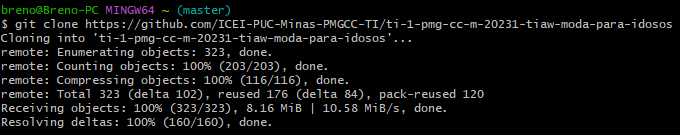 breno@Breno-PC MINGW64 ~ (master)
$ git clone https://github.com/ICEI-PUC-Minas-PMGCC-TI/ti-1-pmg-cc-m-20231-tiaw-moda-para-idosos
Cloning into 'ti-1-pmg-cc-m-20231-tiaw-moda-para-idosos'...
remote: Enumerating objects: 323, done.
remote: Counting objects: 100% (203/203), done.
remote: Compressing objects: 100% (116/116), done.
remote: Total 323 (delta 102), reused 176 (delta 84), pack-reused 120
Receiving objects: 100% (323/323), 8.16 MiB | 10.58 MiB/s, done.
Resolving deltas: 100% (160/160), done.